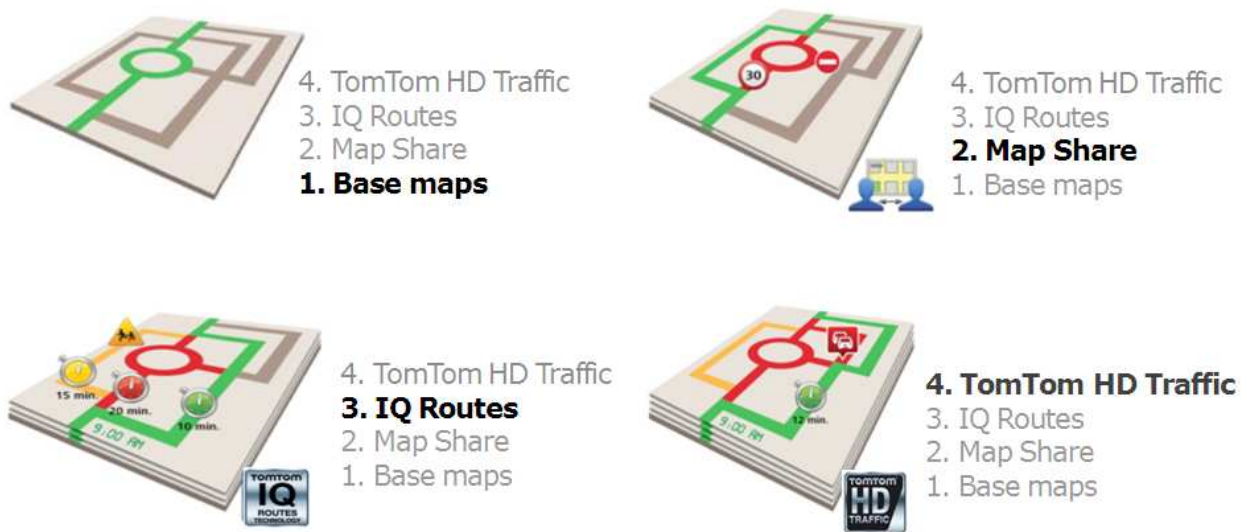 4. TomTom HD Traffic
3. IQ Routes
2. Map Share
1. Base maps
30
4. TomTom HD Traffic
3. IQ Routes
2. Map Share
1. Base maps
15 min.
20 min.
10 min.
9:00 AM
4. TomTom HD Traffic
3. IQ Routes
2. Map Share
1. Base maps
TOMTOM
IQ
ROUTES
TECHNOLOGY
12 min.
9:00 AM
4. TomTom HD Traffic
3. IQ Routes
2. Map Share
1. Base maps
TOMTOM
HD
TRAFFIC